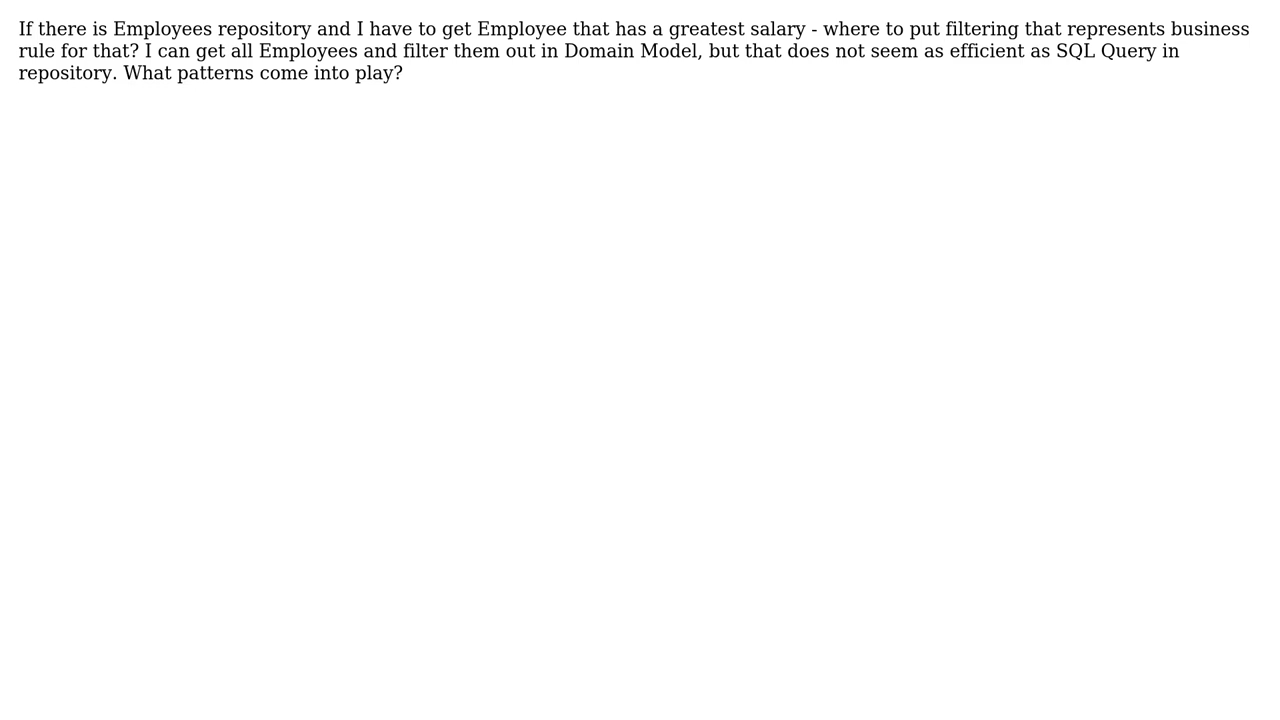 If there is Employees repository and I have to get Employee that has a greatest salary - where to put filtering that represents business
rule for that? I can get all Employees and filter them out in Domain Model, but that does not seem as efficient as SQL Query in
repository. What patterns come into play?